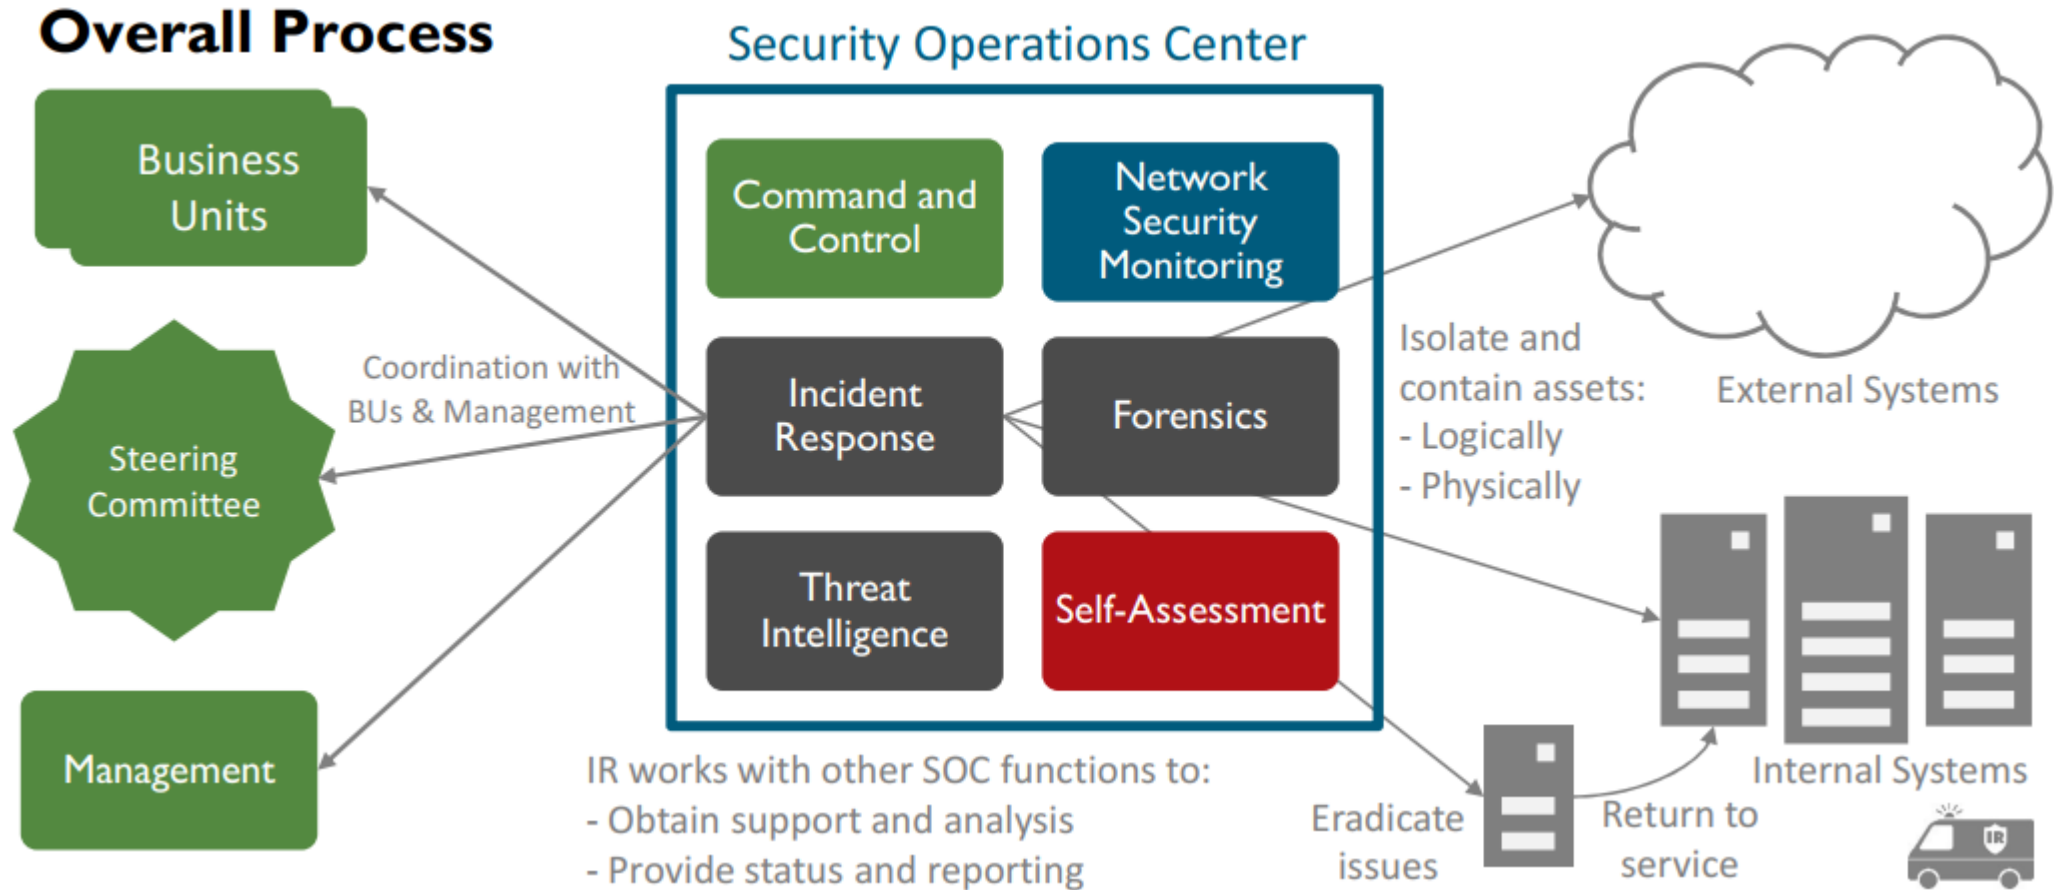 Overall Process
Security Operations Center
Business
Units
Command and
Control
Network
Security
Monitoring
Coordination with
BUs & Management
Steering
Committee
Incident
Response
Forensics
Isolate and
contain assets:
- Logically
- Physically
External Systems
Threat
Intelligence
Self-Assessment
Management
IR works with other SOC functions to:
- Obtain support and analysis
- Provide status and reporting
Eradicate
issues
Return to
service
Internal Systems
IR